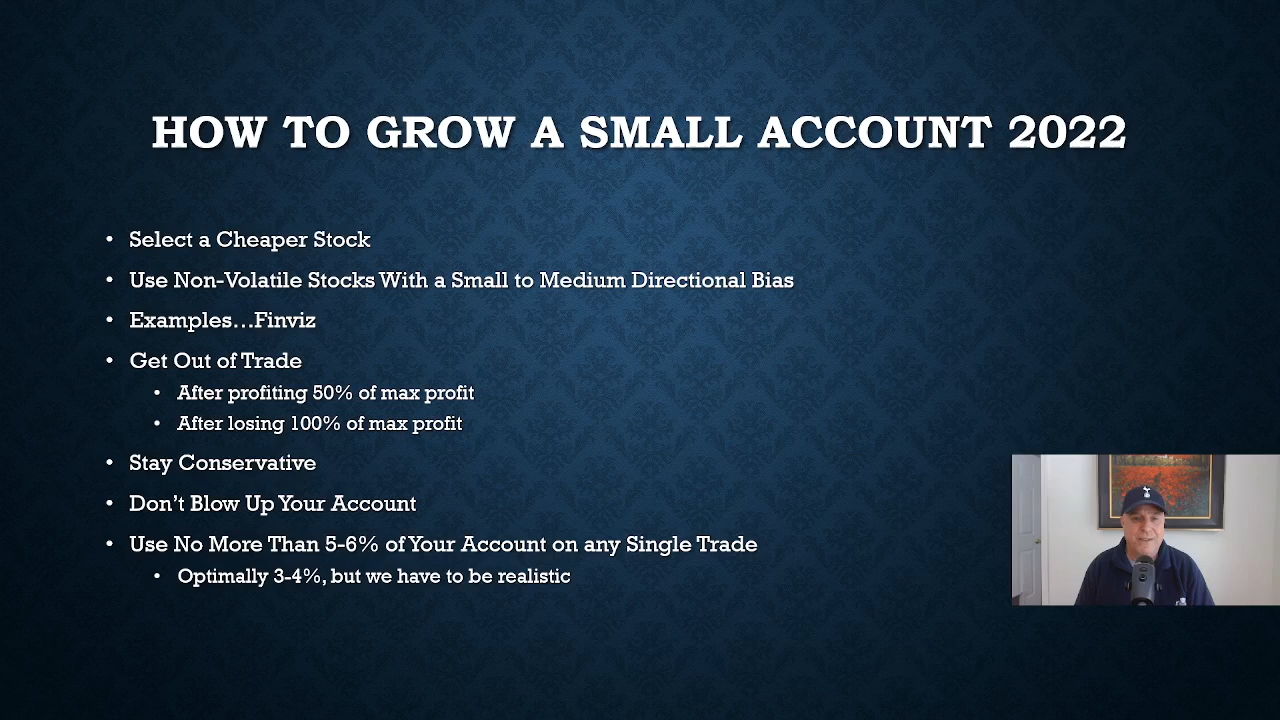 HOW TO GROW A SMALL ACCOUNT 2022
• Select a Cheaper Stock
• Use Non-Volatile Stocks With a Small to Medium Directional Bias
• Examples…Finviz
• Get Out of Trade
• After profiting 50% of max profit
• After losing 100% of max profit
• Stay Conservative
• Don't Blow Up Your Account
• Use No More Than 5-6% of Your Account on any Single Trade
• Optimally 3-4%, but we have to be realistic